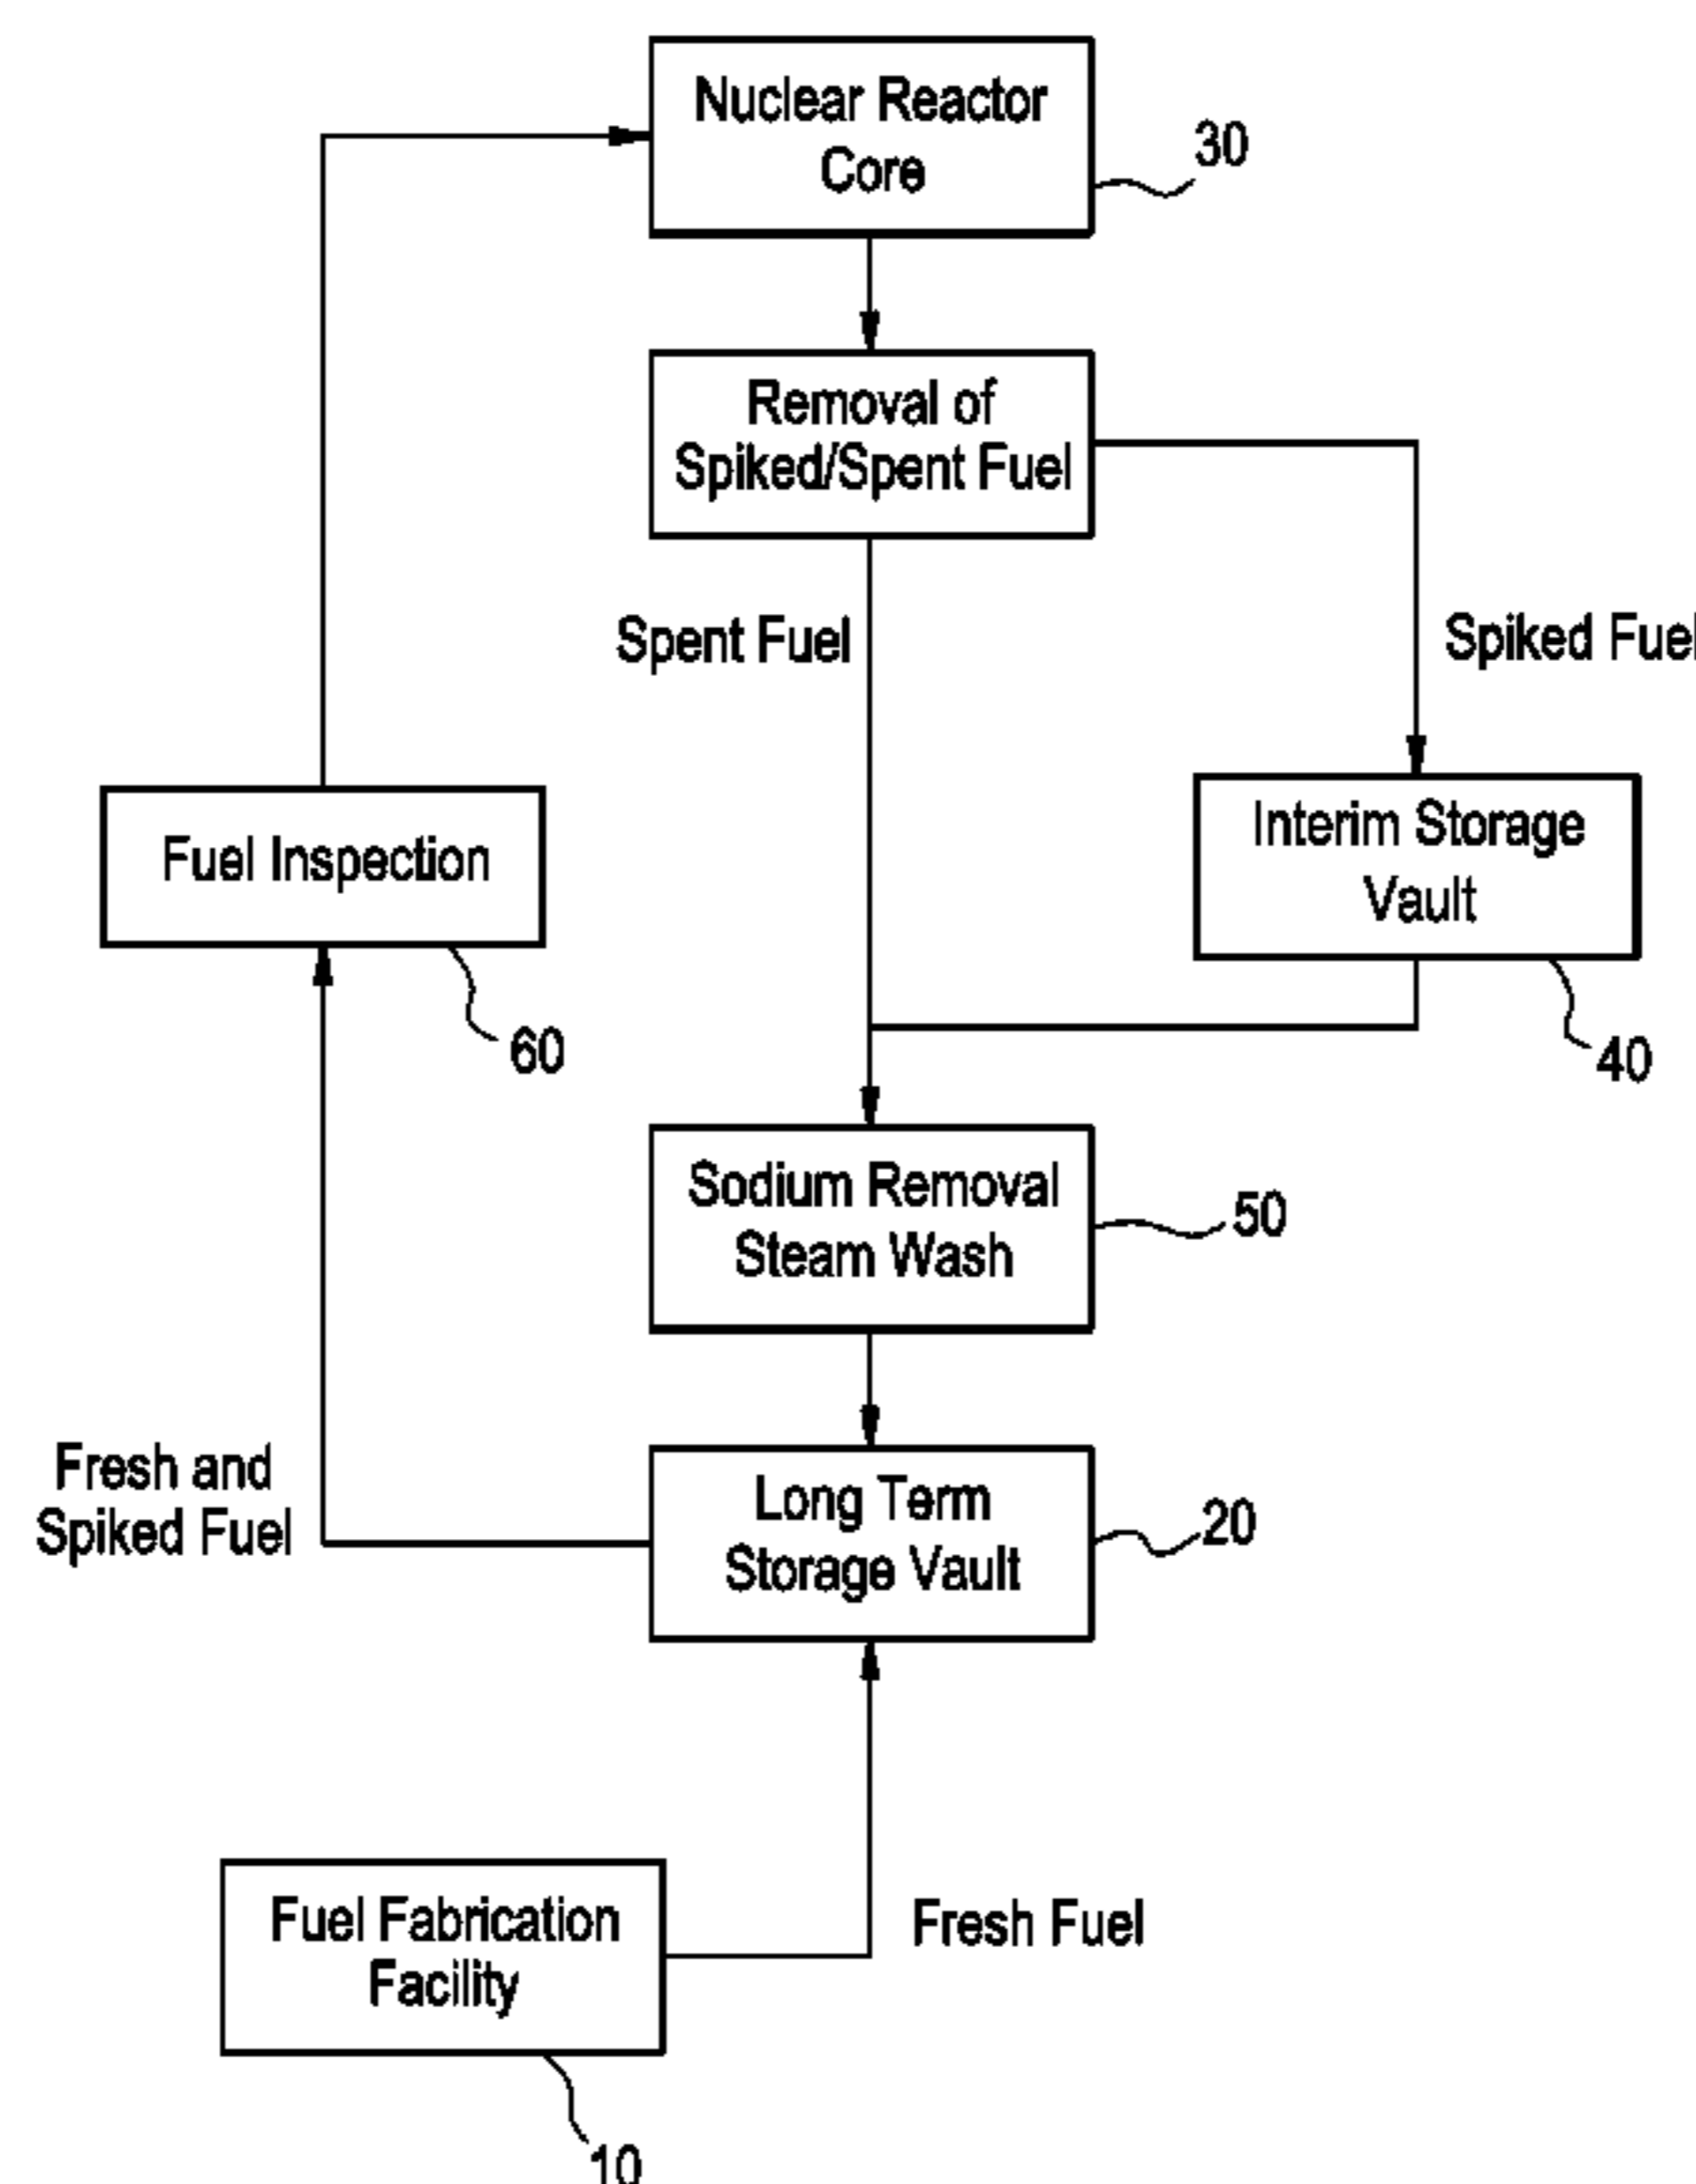 Nuclear Reactor
Core
30
Removal of
Spiked/Spent Fuel
Spent Fuel
Spiked Fuel
Interim Storage
Vault
Fuel Inspection
60
40
Sodium Removal
Steam Wash
50
Long Term
Storage Vault
20
Fresh and
Spiked Fuel
Fuel Fabrication
Facility
Fresh Fuel
10